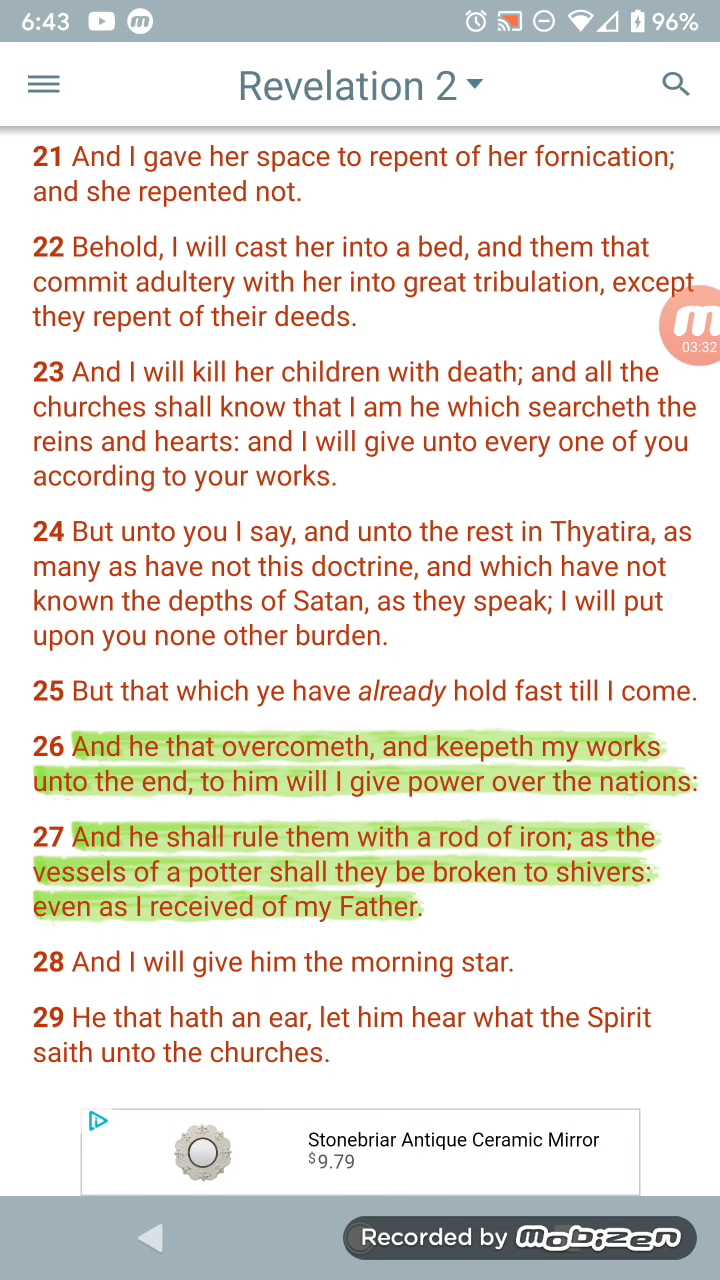 6:43 96%
Revelation 2
21 And I gave her space to repent of her fornication;
and she repented not.
22 Behold, I will cast her into a bed, and them that
commit adultery with her into great tribulation, except
they repent of their deeds.
03:32
23 And I will kill her children with death; and all the
churches shall know that I am he which searcheth the
reins and hearts: and I will give unto every one of you
according to your works.
24 But unto you I say, and unto the rest in Thyatira, as
many as have not this doctrine, and which have not
known the depths of Satan, as they speak; I will put
upon you none other burden.
25 But that which ye have already hold fast till I come.
26 And he that overcometh, and keepeth my works
unto the end, to him will I give power over the nations:
27 And he shall rule them with a rod of iron; as the
vessels of a potter shall they be broken to shivers:
even as I received of my Father.
28 And I will give him the morning star.
29 He that hath an ear, let him hear what the Spirit
saith unto the churches.
Stonebriar Antique Ceramic Mirror
$9.79
Recorded by mobizen